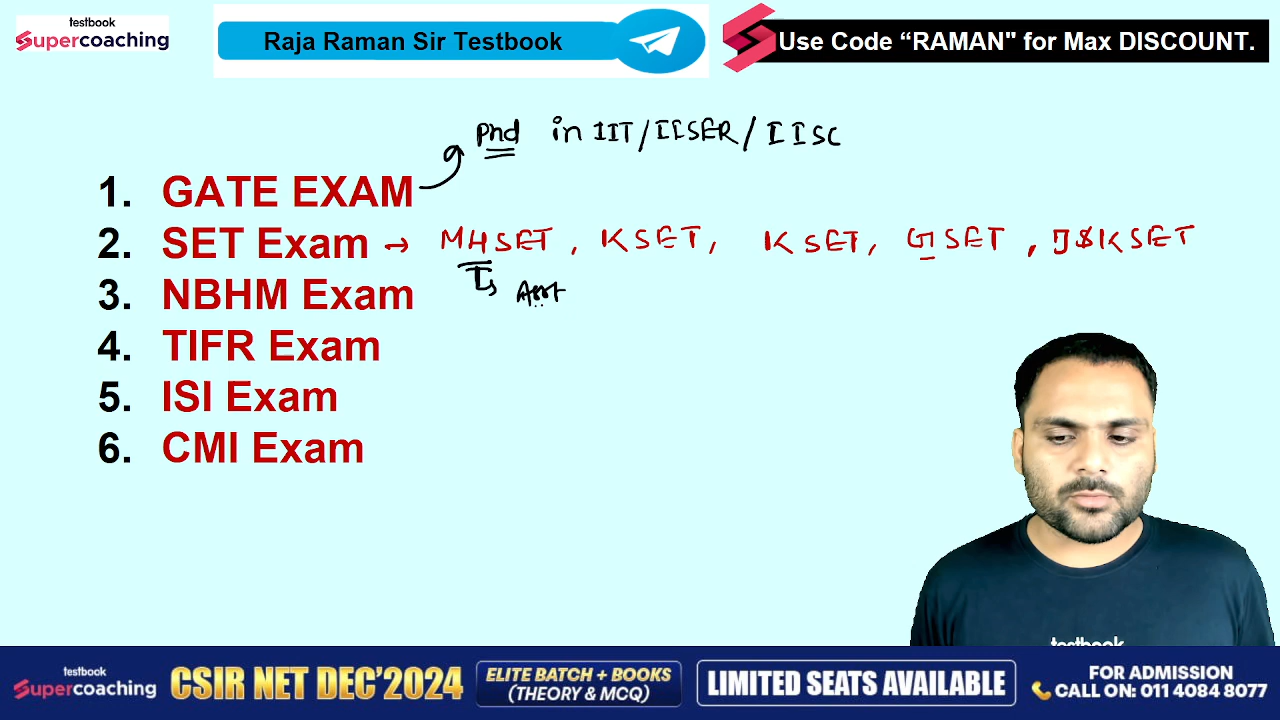 testbook
Supercoaching
Raja Raman Sir Testbook
Use Code “RAMAN" for Max DISCOUNT.
Phd in IIT/IISER/IISC
1. GATE EXAM
2. SET Exam → MHSET, KSET, KSET, GSET, J&KSET
3. NBHM Exam
4. TIFR Exam
5. ISI Exam
6. CMI Exam
testbook
testbook
Supercoaching
CSIR NET DEC'2024
ELITE BATCH + BOOKS
(THEORY & MCQ)
LIMITED SEATS AVAILABLE
FOR ADMISSION
CALL ON: 011 4084 8077